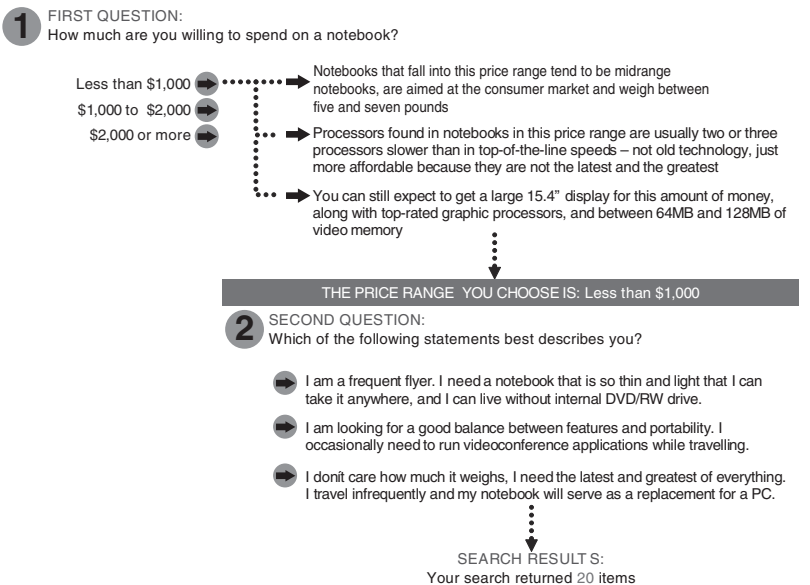 1
FIRST QUESTION:
How much are you willing to spend on a notebook?
Less than $1,000
$1,000 to $2,000
$2,000 or more
Notebooks that fall into this price range tend to be midrange
notebooks, are aimed at the consumer market and weigh between
five and seven pounds
Processors found in notebooks in this price range are usually two or three
processors slower than in top-of-the-line speeds – not old technology, just
more affordable because they are not the latest and the greatest
You can still expect to get a large 15.4” display for this amount of money,
along with top-rated graphic processors, and between 64MB and 128MB of
video memory
THE PRICE RANGE YOU CHOOSE IS: Less than $1,000
2
SECOND QUESTION:
Which of the following statements best describes you?
I am a frequent flyer. I need a notebook that is so thin and light that I can
take it anywhere, and I can live without internal DVD/RW drive.
I am looking for a good balance between features and portability. I
occasionally need to run videoconference applications while travelling.
I donít care how much it weighs, I need the latest and greatest of everything.
I travel infrequently and my notebook will serve as a replacement for a PC.
SEARCH RESULTS:
Your search returned 20 items